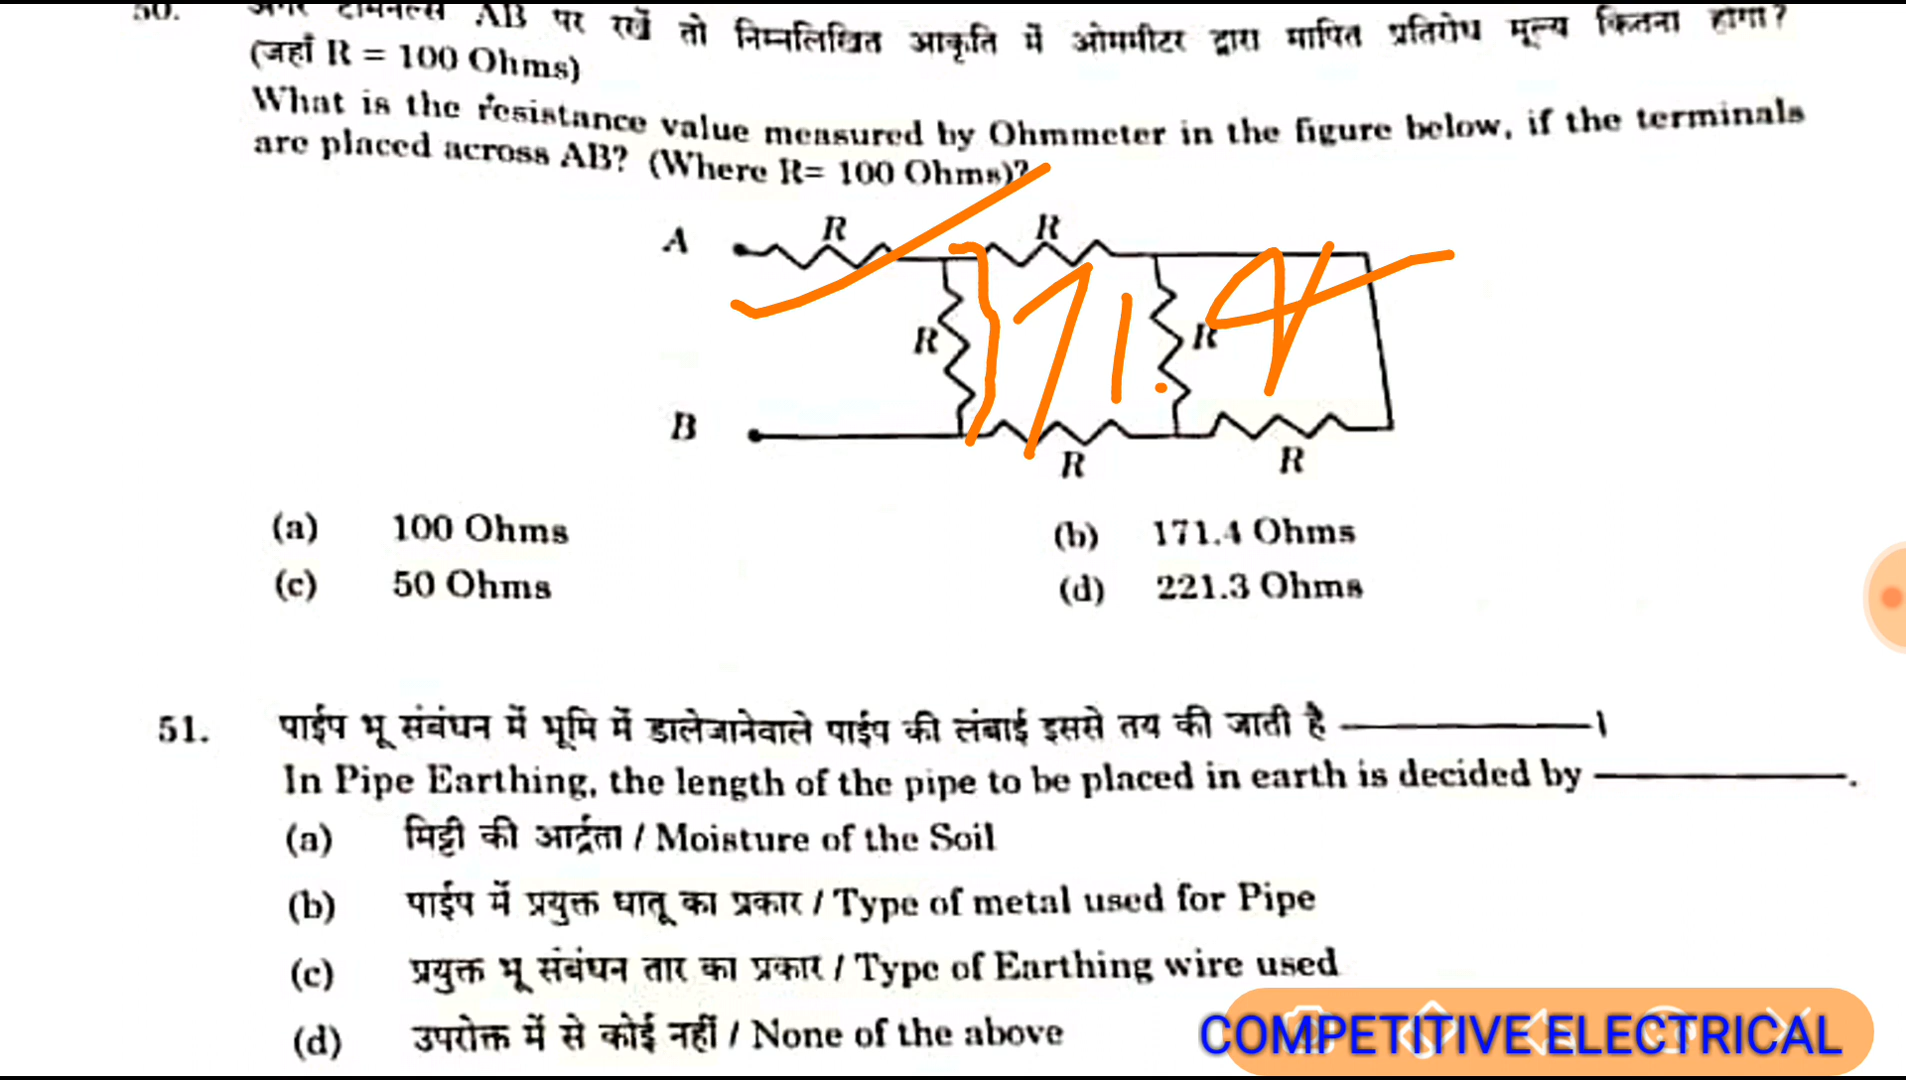 50. अगर टर्मिनल्स AB पर रखें तो निम्नलिखित आकृति में ओममीटर द्वारा मापित प्रतिरोध मूल्य कितना होगा?
(जहाँ R = 100 Ohms)
What is the resistance value measured by Ohmmeter in the figure below, if the terminals
are placed across AB? (Where R= 100 Ohms)?
A R R
R R
B
R R
171.4
(a) 100 Ohms (b) 171.4 Ohms
(c) 50 Ohms (d) 221.3 Ohms
51. पाईप भू संबंधन में भूमि में डालेजानेवाले पाईप की लंबाई इससे तय की जाती है ———।
In Pipe Earthing, the length of the pipe to be placed in earth is decided by ———.
(a) मिट्टी की आर्द्रता / Moisture of the Soil
(b) पाईप में प्रयुक्त धातू का प्रकार / Type of metal used for Pipe
(c) प्रयुक्त भू संबंधन तार का प्रकार / Type of Earthing wire used
(d) उपरोक्त में से कोई नहीं / None of the above
COMPETITIVE ELECTRICAL